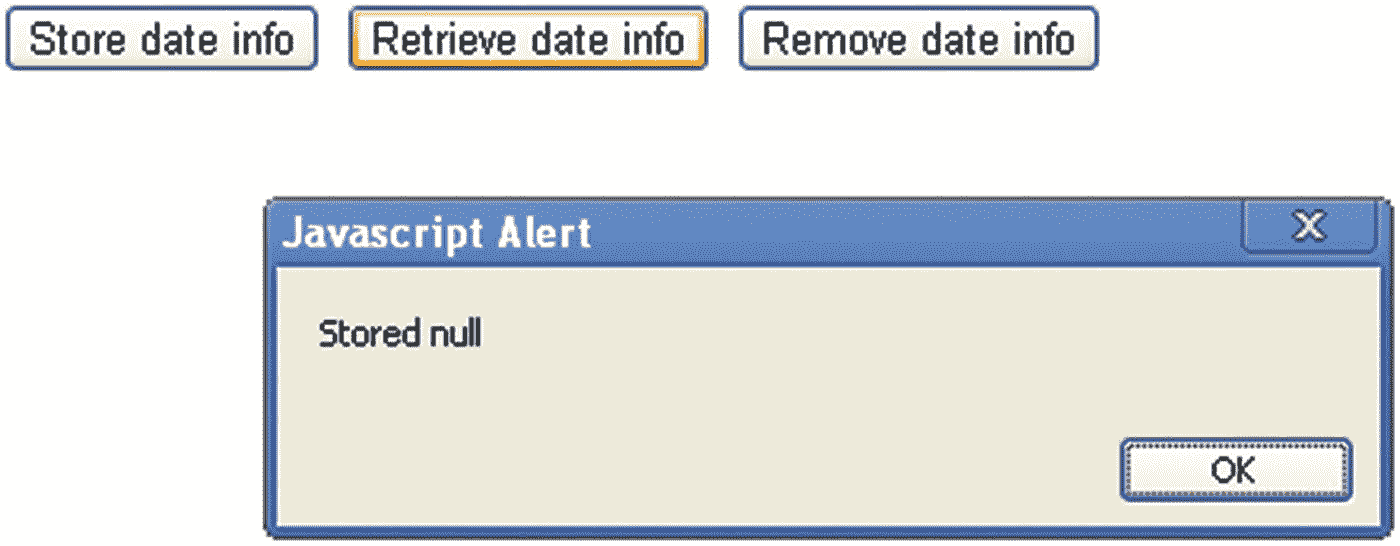 Store date info Retrieve date info Remove date info
Javascript Alert X
Stored null
OK